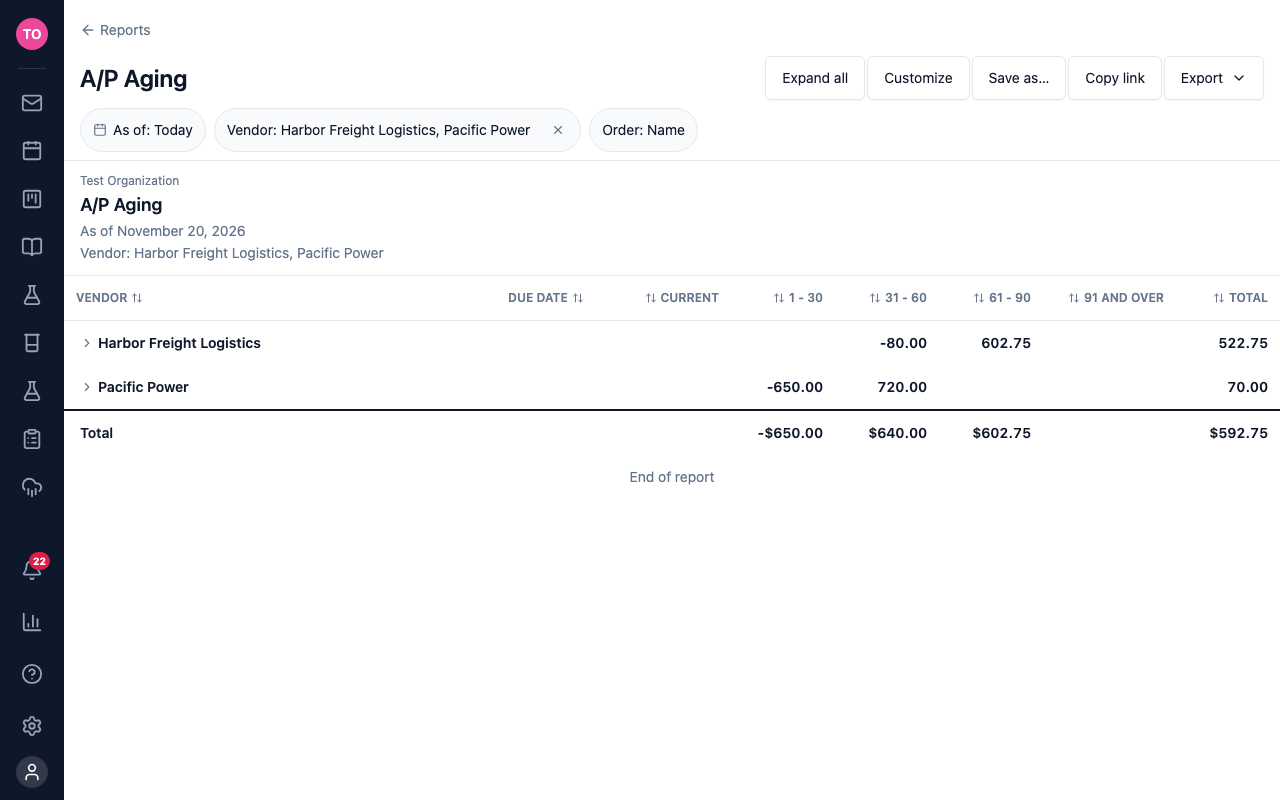 TO
Reports
A/P Aging
Expand all
Customize
Save as...
Copy link
Export
As of: Today
Vendor: Harbor Freight Logistics, Pacific Power
Order: Name
Test Organization
A/P Aging
As of November 20, 2026
Vendor: Harbor Freight Logistics, Pacific Power
VENDOR DUE DATE CURRENT 1 - 30 31 - 60 61 - 90 91 AND OVER TOTAL
Harbor Freight Logistics -80.00 602.75 522.75
Pacific Power -650.00 720.00 70.00
Total -$650.00 $640.00 $602.75 $592.75
End of report
22